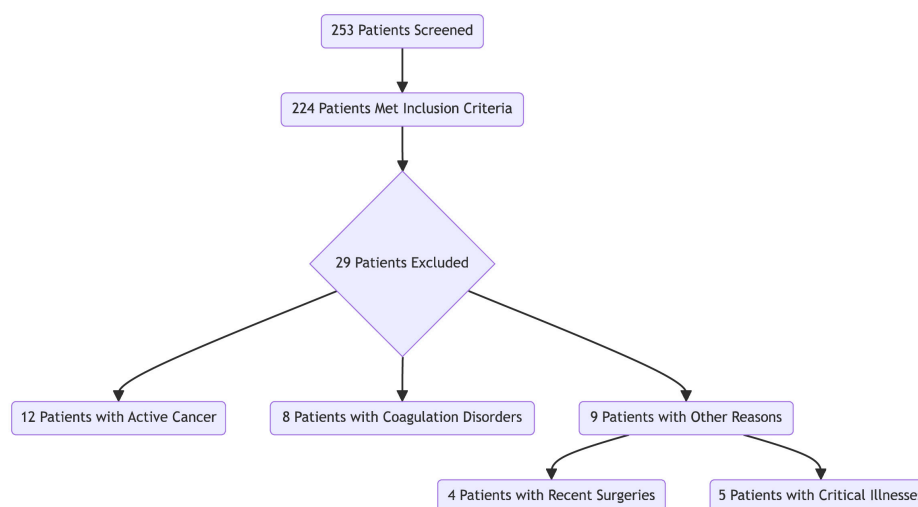 253 Patients Screened
224 Patients Met Inclusion Criteria
29 Patients Excluded
12 Patients with Active Cancer
8 Patients with Coagulation Disorders
9 Patients with Other Reasons
4 Patients with Recent Surgeries
5 Patients with Critical Illnesse